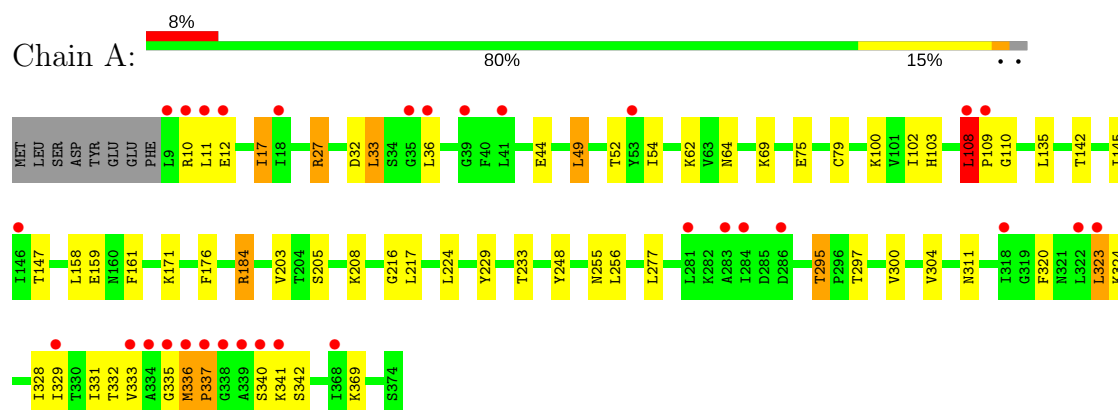 8%
Chain A:
80% 15% • •
MET LEU SER ASP TYR GLU GLU PHE L9 R10 L11 E12 I17 I18 R27 D32 L33 S34 G35 L36 G39 F40 L41 E44 L49 T52 Y53 I54 K62 V63 N64 K69 E75 C79 K100 V101 I102 H103 L108 P109 G110 L135 T142
I146 T147 L158 E159 N160 F161 K171 F176 R184 V203 T204 S205 K208 G216 L217 L224 Y229 T233 Y248 N255 L256 L277 L281 K282 A283 I284 D285 D286 T295 P296 T297 V300 V304 N311 I318 G319 F320 N321 L322 L323
I328 I329 T330 I331 T332 V333 A334 G335 M336 P337 G338 A339 S340 K341 S342 I368 K369 S374